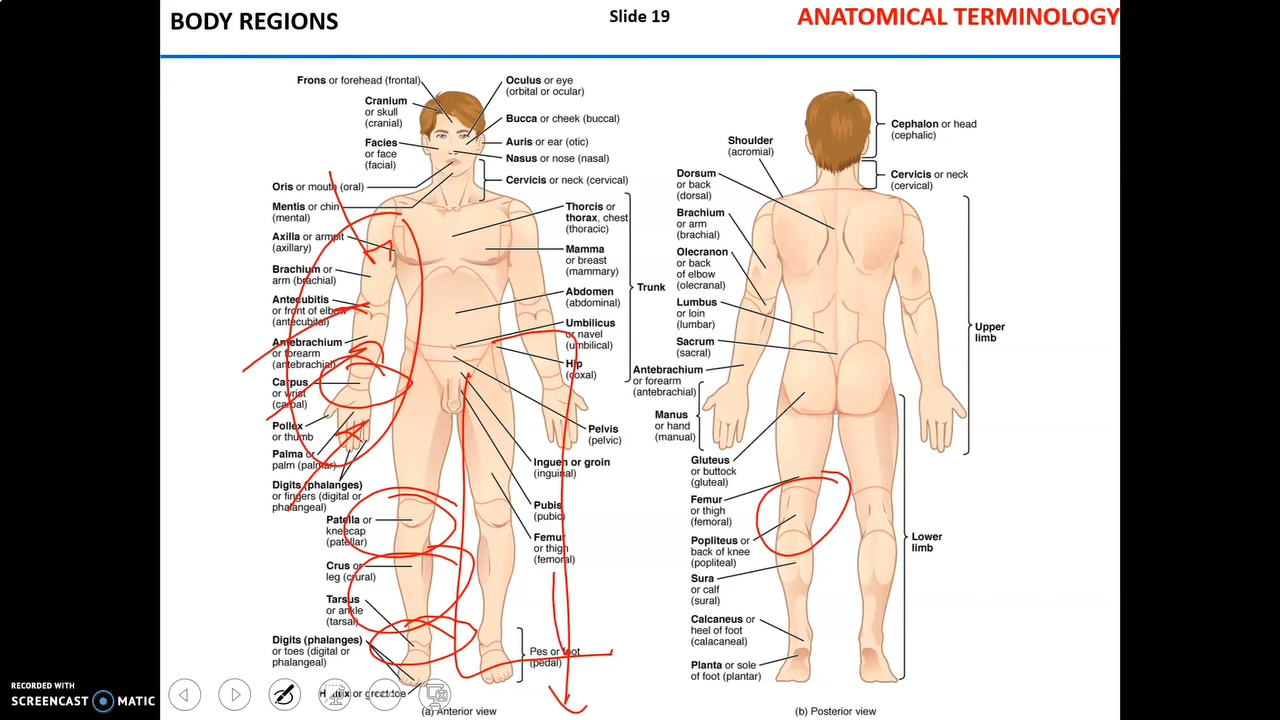 BODY REGIONS
Slide 19
ANATOMICAL TERMINOLOGY
Frons or forehead (frontal)
Cranium
or skull
(cranial)
Facies
or face
(facial)
Oris or mouth (oral)
Mentis or chin
(mental)
Axilla or armpit
(axillary)
Brachium or
arm (brachial)
Antecubitis
or front of elbow
(antecubital)
Antebrachium
or forearm
(antebrachial)
Carpus
or wrist
(carpal)
Pollex
or thumb
Palma or
palm (palmar)
Digits (phalanges)
or fingers (digital or
phalangeal)
Patella or
kneecap
(patellar)
Crus or
leg (crural)
Tarsus
or ankle
(tarsal)
Digits (phalanges)
or toes (digital or
phalangeal)
Hallux or great toe
Oculus or eye
(orbital or ocular)
Bucca or cheek (buccal)
Auris or ear (otic)
Nasus or nose (nasal)
Cervicis or neck (cervical)
Thorcis or
thorax, chest
(thoracic)
Mamma
or breast
(mammary)
Abdomen
(abdominal)
Umbilicus
or navel
(umbilical)
Hip
(coxal)
Trunk
Pelvis
(pelvic)
Inguen or groin
(inguinal)
Pubis
(pubic)
Femur
or thigh
(femoral)
Pes or foot
(pedal)
(a) Anterior view
Shoulder
(acromial)
Dorsum
or back
(dorsal)
Brachium
or arm
(brachial)
Olecranon
or back
of elbow
(olecranal)
Lumbus
or loin
(lumbar)
Sacrum
(sacral)
Antebrachium
or forearm
(antebrachial)
Manus
or hand
(manual)
Gluteus
or buttock
(gluteal)
Femur
or thigh
(femoral)
Popliteus or
back of knee
(popliteal)
Sura
or calf
(sural)
Calcaneus or
heel of foot
(calacaneal)
Planta or sole
of foot (plantar)
Cephalon or head
(cephalic)
Cervicis or neck
(cervical)
Upper
limb
Lower
limb
(b) Posterior view
RECORDED WITH
SCREENCAST MATIC